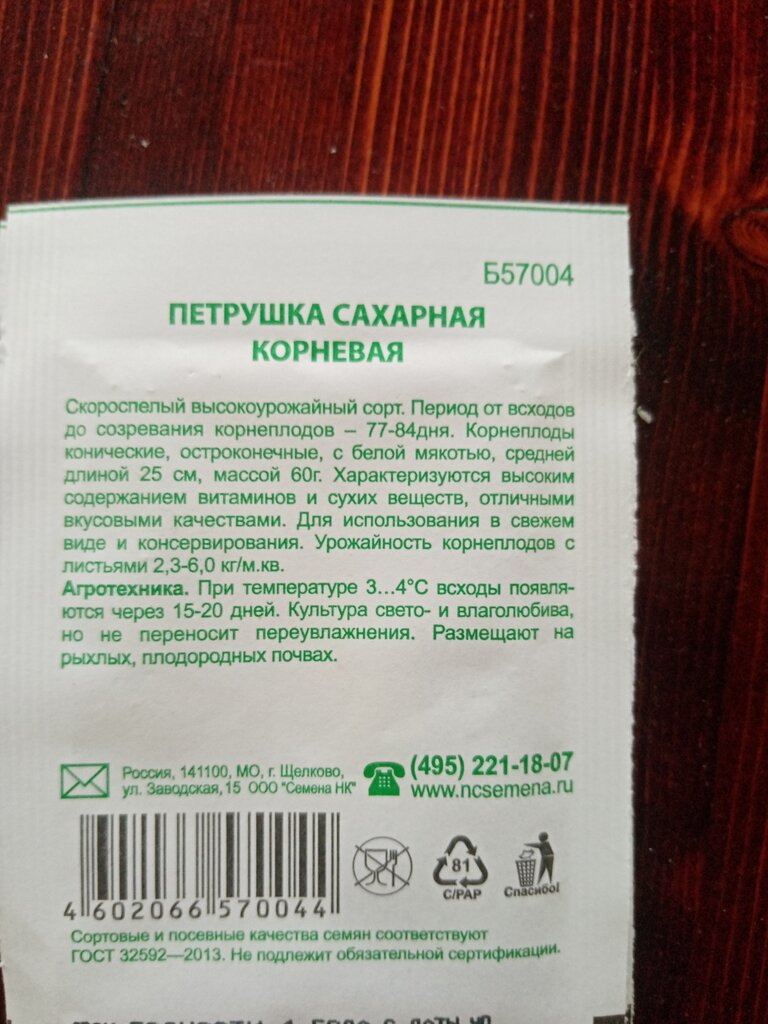 Б57004
ПЕТРУШКА САХАРНАЯ
КОРНЕВАЯ
Скороспелый высокоурожайный сорт. Период от всходов
до созревания корнеплодов – 77-84дня. Корнеплоды
конические, остроконечные, с белой мякотью, средней
длиной 25 см, массой 60г. Характеризуются высоким
содержанием витаминов и сухих веществ, отличными
вкусовыми качествами. Для использования в свежем
виде и консервирования. Урожайность корнеплодов с
листьями 2,3-6,0 кг/м.кв.
Агротехника. При температуре 3...4°С всходы появля-
ются через 15-20 дней. Культура свето- и влаголюбива,
но не переносит переувлажнения. Размещают на
рыхлых, плодородных почвах.
Россия, 141100, МО, г. Щелково,
ул. Заводская,15 ООО "Семена НК"
(495) 221-18-07
www.ncsemena.ru
81
C/PAP
Спасибо!
4 602066 570044
Сортовые и посевные качества семян соответствуют
ГОСТ 32592—2013. Не подлежит обязательной сертификации.